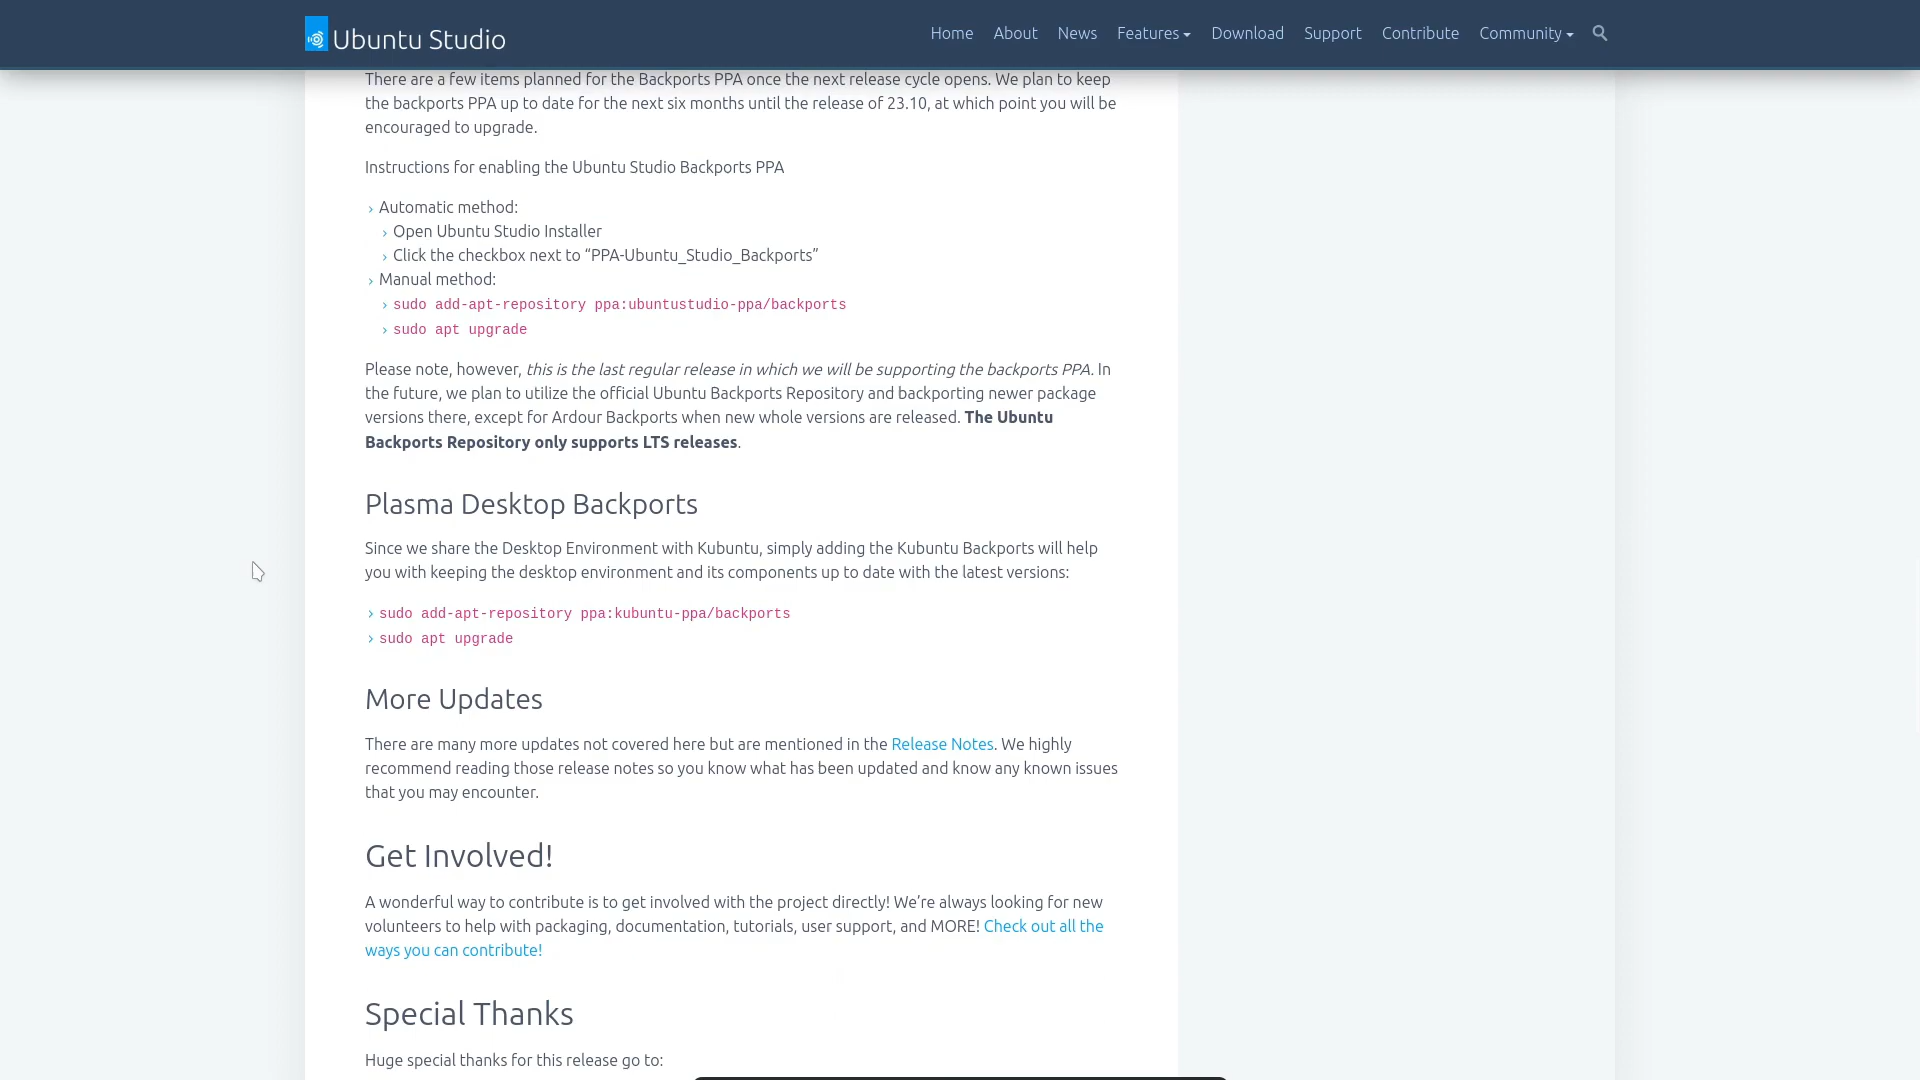 Ubuntu Studio
Home About News Features Download Support Contribute Community
There are a few items planned for the Backports PPA once the next release cycle opens. We plan to keep
the backports PPA up to date for the next six months until the release of 23.10, at which point you will be
encouraged to upgrade.
Instructions for enabling the Ubuntu Studio Backports PPA
› Automatic method:
› Open Ubuntu Studio Installer
› Click the checkbox next to “PPA-Ubuntu_Studio_Backports”
› Manual method:
› sudo add-apt-repository ppa:ubuntustudio-ppa/backports
› sudo apt upgrade
Please note, however, this is the last regular release in which we will be supporting the backports PPA. In
the future, we plan to utilize the official Ubuntu Backports Repository and backporting newer package
versions there, except for Ardour Backports when new whole versions are released. The Ubuntu
Backports Repository only supports LTS releases.
Plasma Desktop Backports
Since we share the Desktop Environment with Kubuntu, simply adding the Kubuntu Backports will help
you with keeping the desktop environment and its components up to date with the latest versions:
› sudo add-apt-repository ppa:kubuntu-ppa/backports
› sudo apt upgrade
More Updates
There are many more updates not covered here but are mentioned in the Release Notes. We highly
recommend reading those release notes so you know what has been updated and know any known issues
that you may encounter.
Get Involved!
A wonderful way to contribute is to get involved with the project directly! We’re always looking for new
volunteers to help with packaging, documentation, tutorials, user support, and MORE! Check out all the
ways you can contribute!
Special Thanks
Huge special thanks for this release go to: